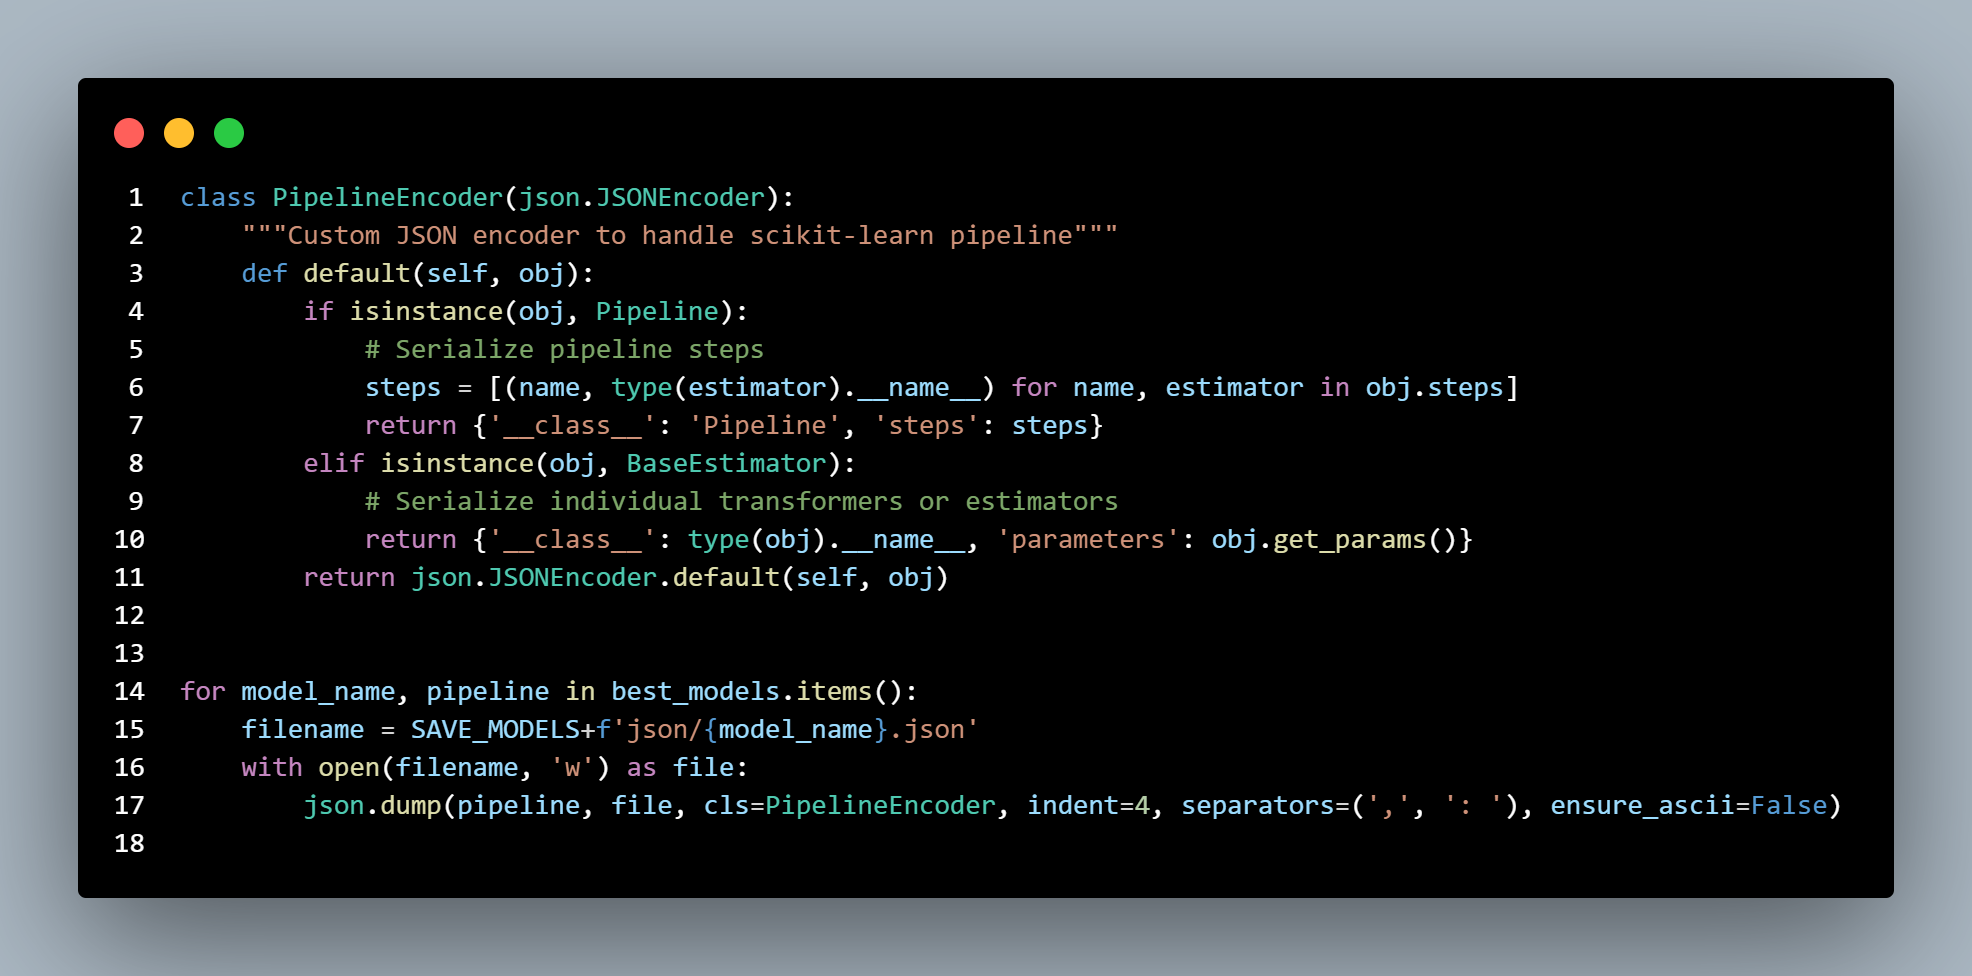 1 class PipelineEncoder(json.JSONEncoder):
2     """Custom JSON encoder to handle scikit-learn pipeline"""
3     def default(self, obj):
4         if isinstance(obj, Pipeline):
5             # Serialize pipeline steps
6             steps = [(name, type(estimator).__name__) for name, estimator in obj.steps]
7             return {'__class__': 'Pipeline', 'steps': steps}
8         elif isinstance(obj, BaseEstimator):
9             # Serialize individual transformers or estimators
10             return {'__class__': type(obj).__name__, 'parameters': obj.get_params()}
11         return json.JSONEncoder.default(self, obj)
12
13
14 for model_name, pipeline in best_models.items():
15     filename = SAVE_MODELS+f'json/{model_name}.json'
16     with open(filename, 'w') as file:
17         json.dump(pipeline, file, cls=PipelineEncoder, indent=4, separators=(',', ': '), ensure_ascii=False)
18